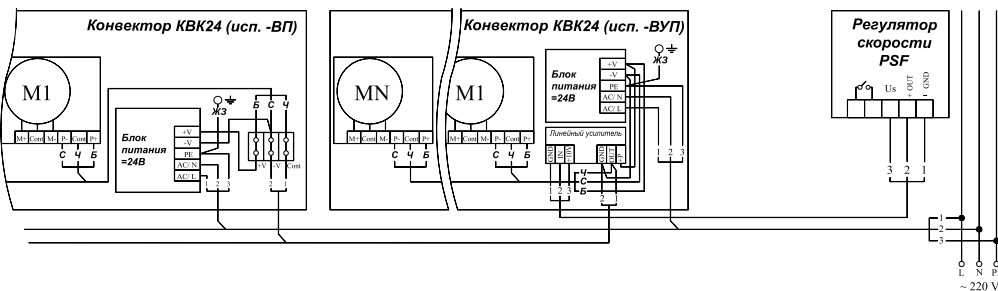 Конвектор КВК24 (исп. -ВП)
M1
M+ Cont M- P- Cont P+
С Ч Б
Блок
питания
=24В
ЖЗ
+V
-V
PE
AC/ N
AC/ L
1 2 3
Б С Ч
+V -V Cont
2 1
Конвектор КВК24 (исп. -ВУП)
MN
M+ Cont M- P- Cont P+
С Ч Б
M1
M+ Cont M- P- Cont P+
С Ч Б
Блок
питания
=24В
ЖЗ
+V
-V
PE
AC/ N
AC/ L
1 2 3
Линейный усилитель
GND IN +10V GND OUT +P
1 2 3
Ч
С
Б
2 1
Регулятор
скорости
PSF
Us + OUT - GND
3 2 1
1
2
3
L N
~ 220 V